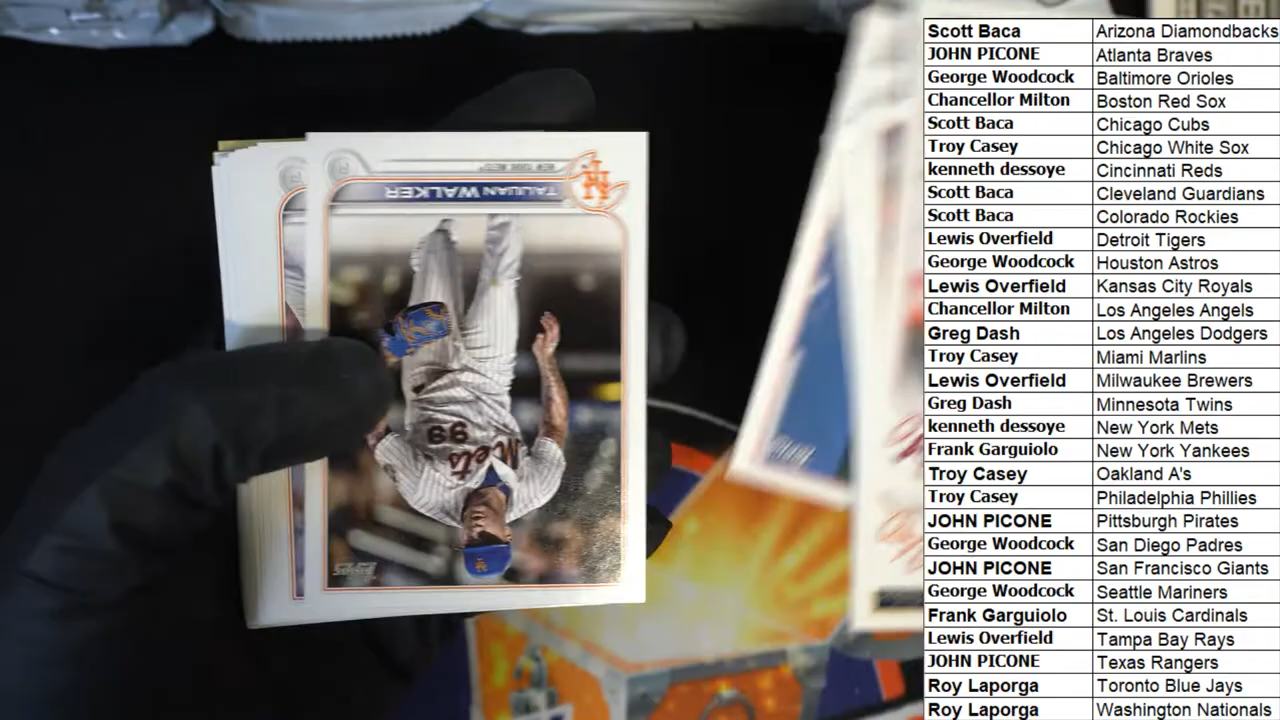 NEW YORK METS
TAIJUAN WALKER
Mets
99
Topps
Scott Baca Arizona Diamondbacks
JOHN PICONE Atlanta Braves
George Woodcock Baltimore Orioles
Chancellor Milton Boston Red Sox
Scott Baca Chicago Cubs
Troy Casey Chicago White Sox
kenneth dessoye Cincinnati Reds
Scott Baca Cleveland Guardians
Scott Baca Colorado Rockies
Lewis Overfield Detroit Tigers
George Woodcock Houston Astros
Lewis Overfield Kansas City Royals
Chancellor Milton Los Angeles Angels
Greg Dash Los Angeles Dodgers
Troy Casey Miami Marlins
Lewis Overfield Milwaukee Brewers
Greg Dash Minnesota Twins
kenneth dessoye New York Mets
Frank Garguiolo New York Yankees
Troy Casey Oakland A's
Troy Casey Philadelphia Phillies
JOHN PICONE Pittsburgh Pirates
George Woodcock San Diego Padres
JOHN PICONE San Francisco Giants
George Woodcock Seattle Mariners
Frank Garguiolo St. Louis Cardinals
Lewis Overfield Tampa Bay Rays
JOHN PICONE Texas Rangers
Roy Laporga Toronto Blue Jays
Roy Laporga Washington Nationals